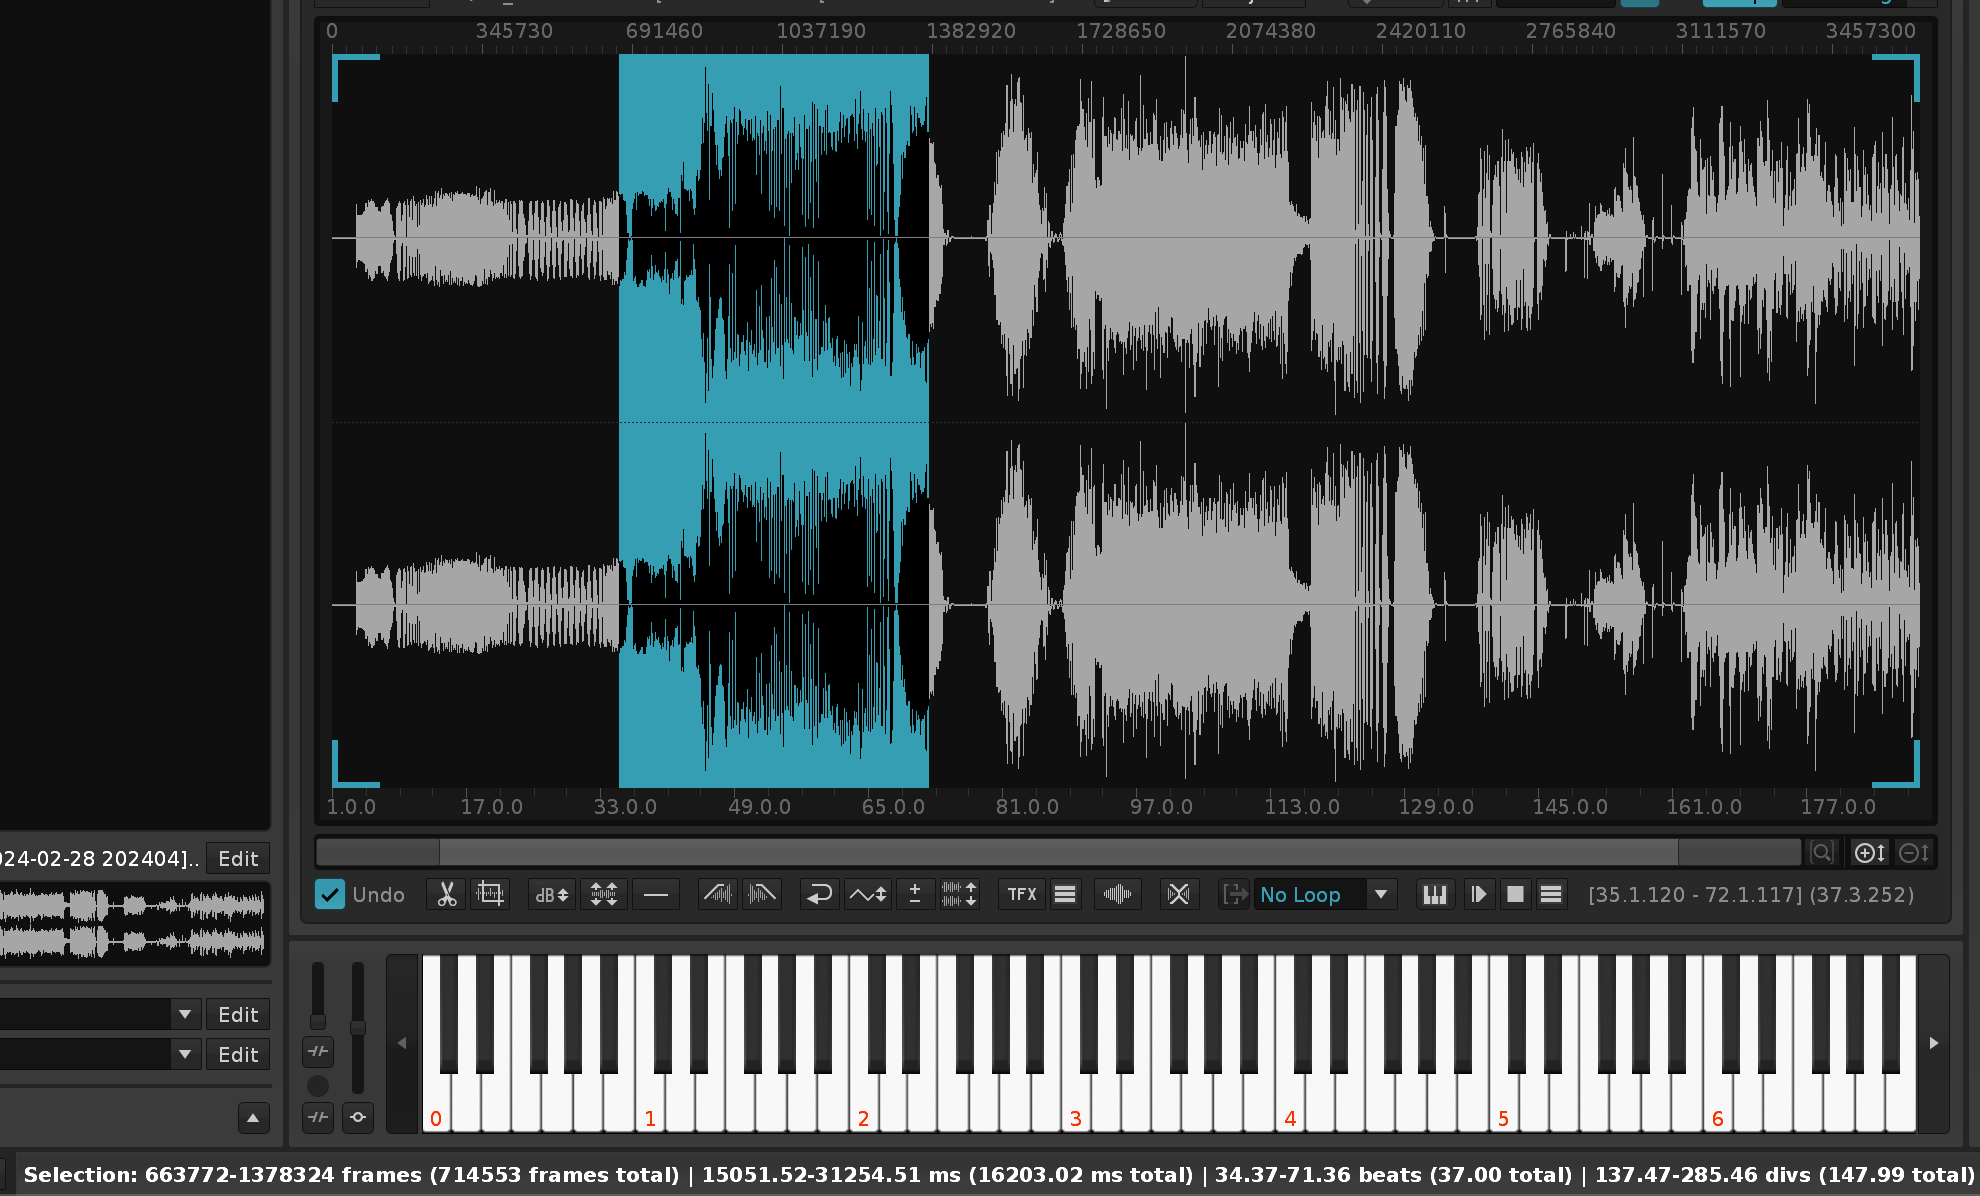 0 345730 691460 1037190 1382920 1728650 2074380 2420110 2765840 3111570 3457300
1.0.0 17.0.0 33.0.0 49.0.0 65.0.0 81.0.0 97.0.0 113.0.0 129.0.0 145.0.0 161.0.0 177.0.0
24-02-28 202404].. Edit
Undo dB TFX No Loop [35.1.120 - 72.1.117] (37.3.252)
Edit
Edit
0 1 2 3 4 5 6
Selection: 663772-1378324 frames (714553 frames total) | 15051.52-31254.51 ms (16203.02 ms total) | 34.37-71.36 beats (37.00 total) | 137.47-285.46 divs (147.99 total)